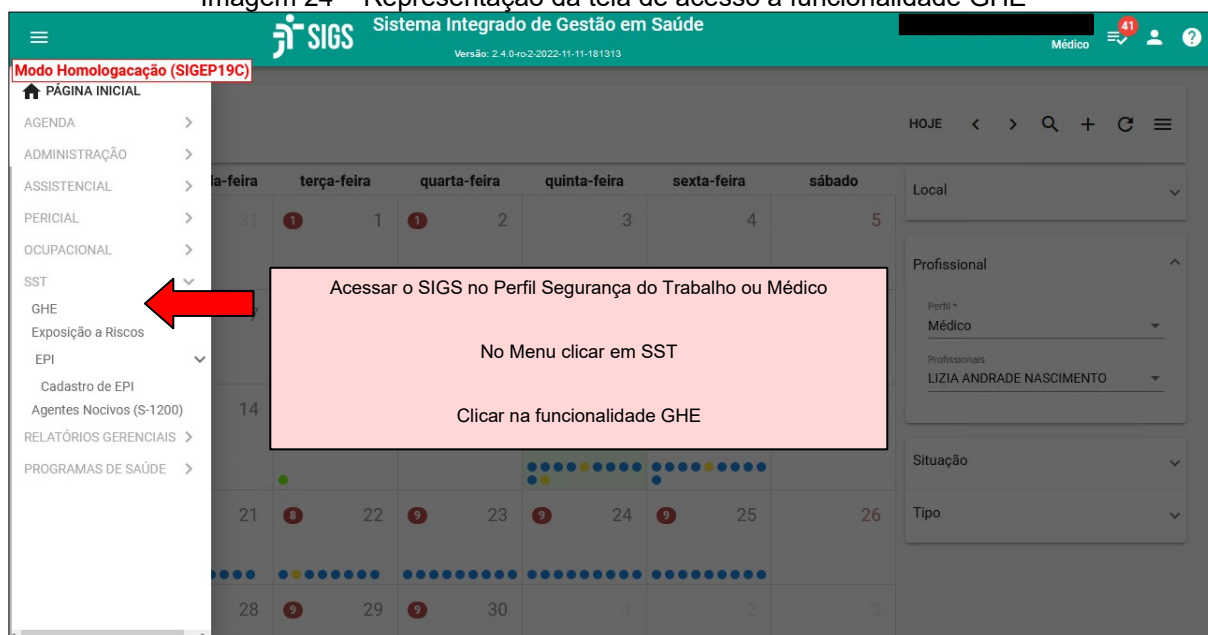 Imagem 24 – Representação da tela de acesso a funcionalidade GHE
SIGS
Sistema Integrado de Gestão em Saúde
Versão: 2.4.0-rc-2-2022-11-11-181313
Médico
41
?
Modo Homologacação (SIGEP19C)
PÁGINA INICIAL
AGENDA
ADMINISTRAÇÃO
ASSISTENCIAL
PERICIAL
OCUPACIONAL
SST
GHE
Exposição a Riscos
EPI
Cadastro de EPI
Agentes Nocivos (S-1200)
RELATÓRIOS GERENCIAIS
PROGRAMAS DE SAÚDE
HOJE
da-feira terça-feira quarta-feira quinta-feira sexta-feira sábado
31 1 1 1 2 3 4 5
7
Acessar o SIGS no Perfil Segurança do Trabalho ou Médico
No Menu clicar em SST
Clicar na funcionalidade GHE
14
21 8 22 9 23 9 24 9 25 26
28 9 29 9 30 1 2 3
Local
Profissional
Perfil *
Médico
Profissionais
LIZIA ANDRADE NASCIMENTO
Situação
Tipo